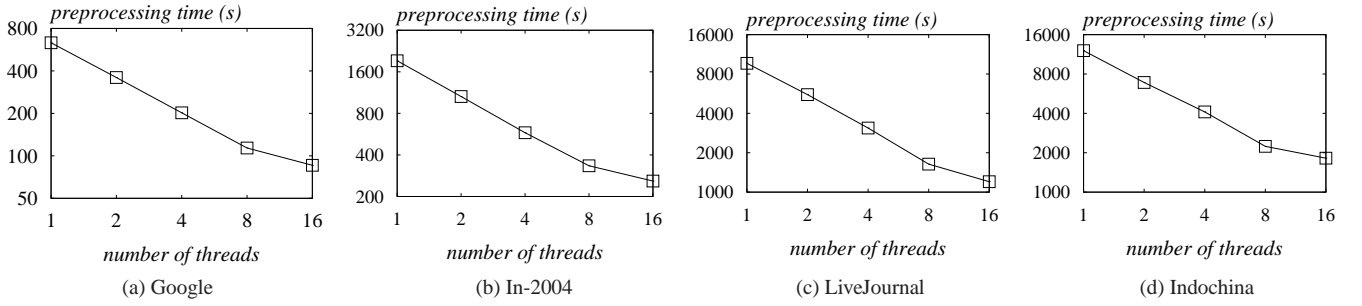 preprocessing time (s)
800
400
200
100
50
1 2 4 8 16
number of threads
(a) Google
preprocessing time (s)
3200
1600
800
400
200
1 2 4 8 16
number of threads
(b) In-2004
preprocessing time (s)
16000
8000
4000
2000
1000
1 2 4 8 16
number of threads
(c) LiveJournal
preprocessing time (s)
16000
8000
4000
2000
1000
1 2 4 8 16
number of threads
(d) Indochina